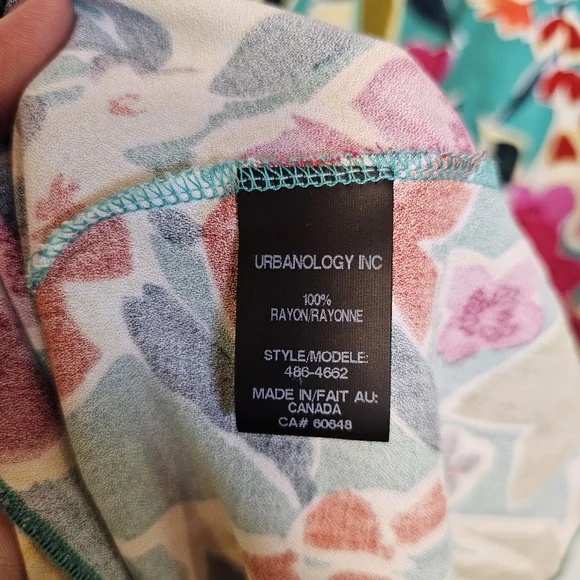 URBANOLOGY INC
100%
RAYON/RAYONNE
STYLE/MODELE:
486-4662
MADE IN/FAIT AU:
CANADA
CA# 60648